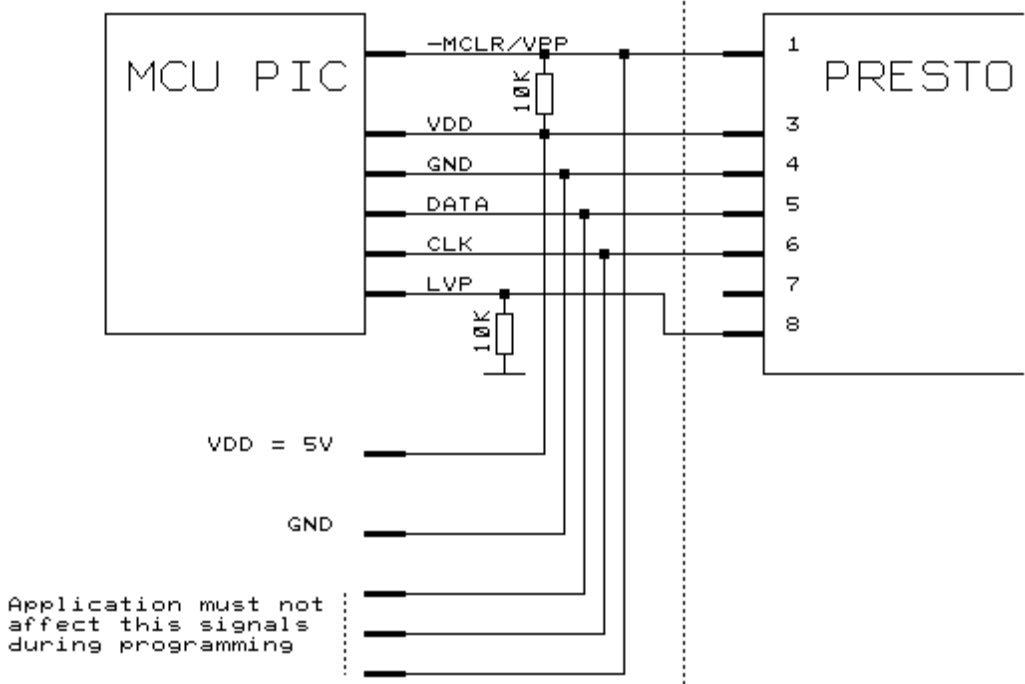 -MCLR/VPP
1
MCU PIC
PRESTO
10K
VDD
3
GND
4
DATA
5
CLK
6
LVP
7
10K
8
VDD = 5V
GND
Application must not
affect this signals
during programming